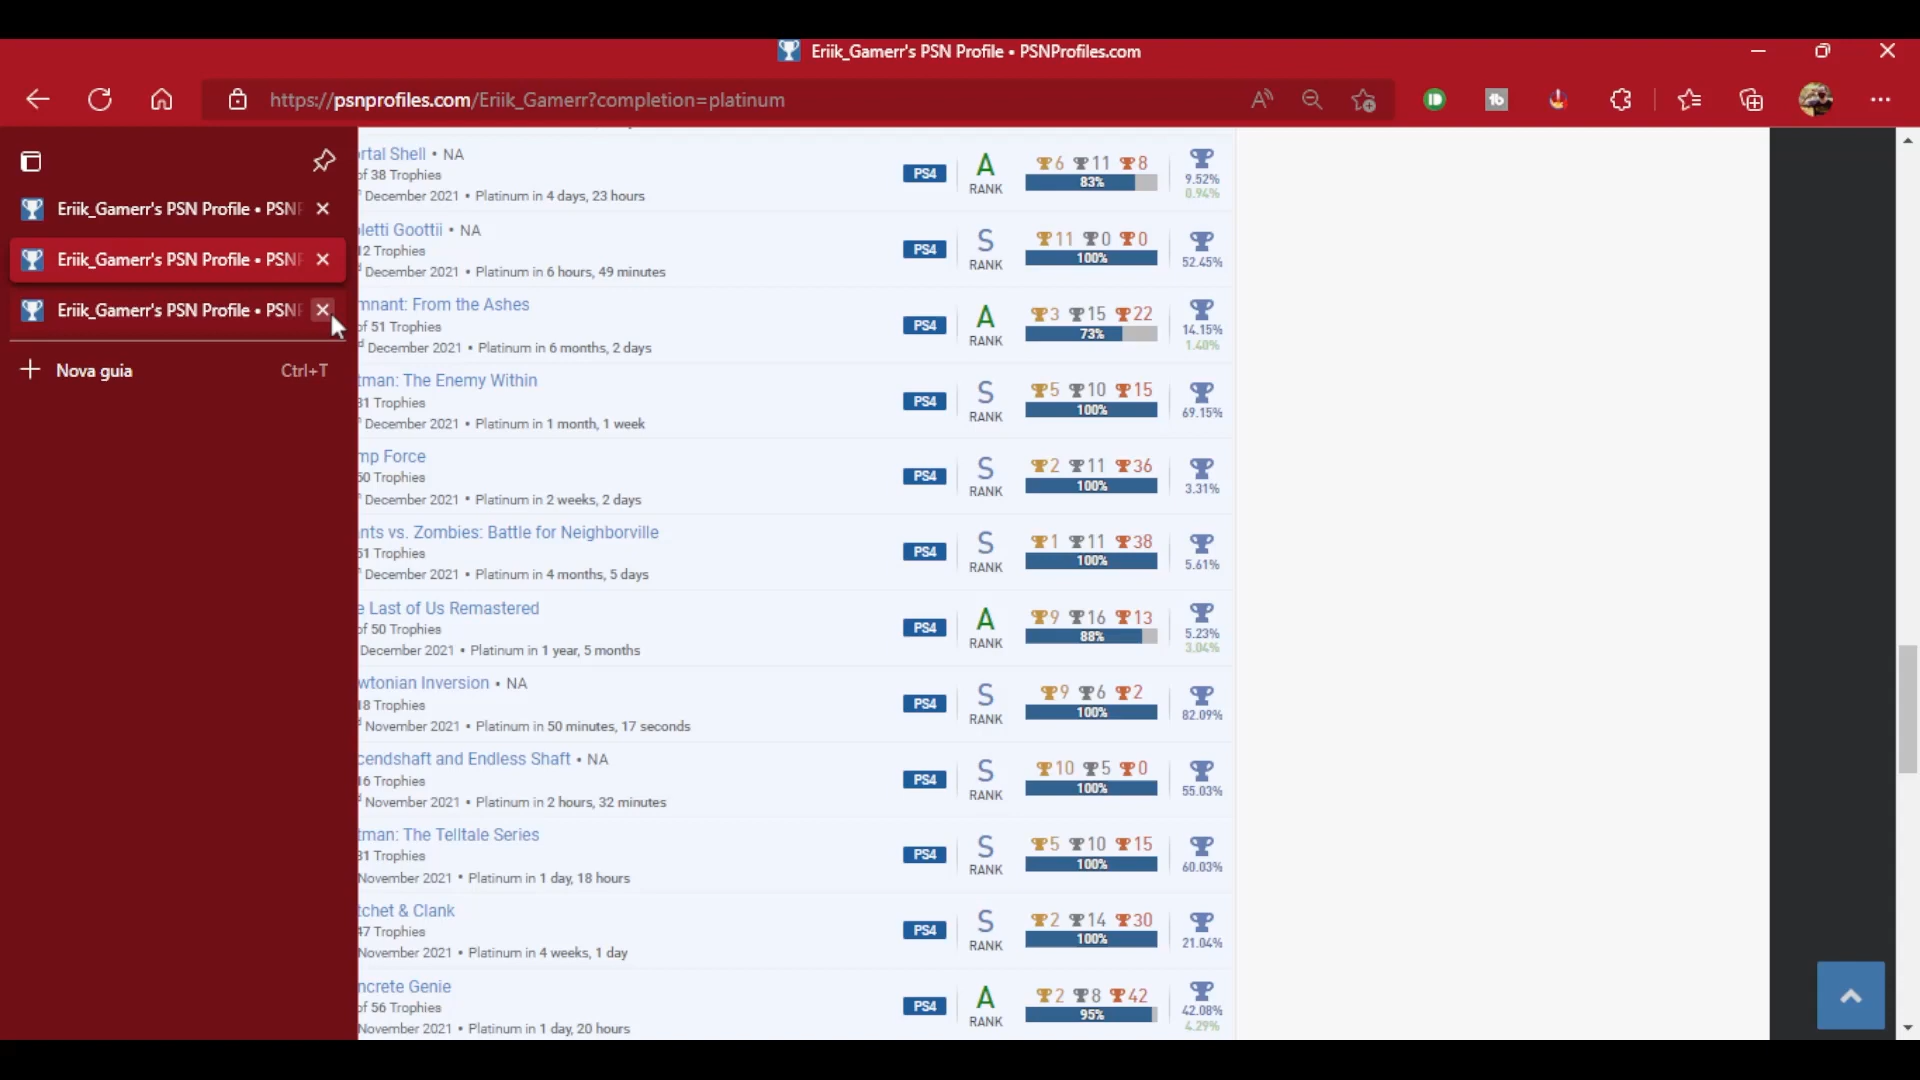 Eriik_Gamerr's PSN Profile • PSNProfiles.com
https://psnprofiles.com/Eriik_Gamerr?completion=platinum
Eriik_Gamerr's PSN Profile • PSNP
Eriik_Gamerr's PSN Profile • PSNP
Eriik_Gamerr's PSN Profile • PSNP
Nova guia Ctrl+T
rtal Shell • NA
of 38 Trophies
December 2021 • Platinum in 4 days, 23 hours
PS4 A RANK 6 11 8 83% 9.52% 0.94%
letti Goottii • NA
12 Trophies
December 2021 • Platinum in 6 hours, 49 minutes
PS4 S RANK 11 0 0 100% 52.45%
mnant: From the Ashes
of 51 Trophies
December 2021 • Platinum in 6 months, 2 days
PS4 A RANK 3 15 22 73% 14.15% 1.40%
tman: The Enemy Within
31 Trophies
December 2021 • Platinum in 1 month, 1 week
PS4 S RANK 5 10 15 100% 69.15%
mp Force
50 Trophies
December 2021 • Platinum in 2 weeks, 2 days
PS4 S RANK 2 11 36 100% 3.31%
nts vs. Zombies: Battle for Neighborville
51 Trophies
December 2021 • Platinum in 4 months, 5 days
PS4 S RANK 1 11 38 100% 5.61%
e Last of Us Remastered
of 50 Trophies
December 2021 • Platinum in 1 year, 5 months
PS4 A RANK 9 16 13 88% 5.23% 3.04%
wtonian Inversion • NA
18 Trophies
November 2021 • Platinum in 50 minutes, 17 seconds
PS4 S RANK 9 6 2 100% 82.09%
cendshaft and Endless Shaft • NA
16 Trophies
November 2021 • Platinum in 2 hours, 32 minutes
PS4 S RANK 10 5 0 100% 55.03%
tman: The Telltale Series
31 Trophies
November 2021 • Platinum in 1 day, 18 hours
PS4 S RANK 5 10 15 100% 60.03%
tchet & Clank
47 Trophies
November 2021 • Platinum in 4 weeks, 1 day
PS4 S RANK 2 14 30 100% 21.04%
ncrete Genie
of 56 Trophies
November 2021 • Platinum in 1 day, 20 hours
PS4 A RANK 2 8 42 95% 42.08% 4.29%